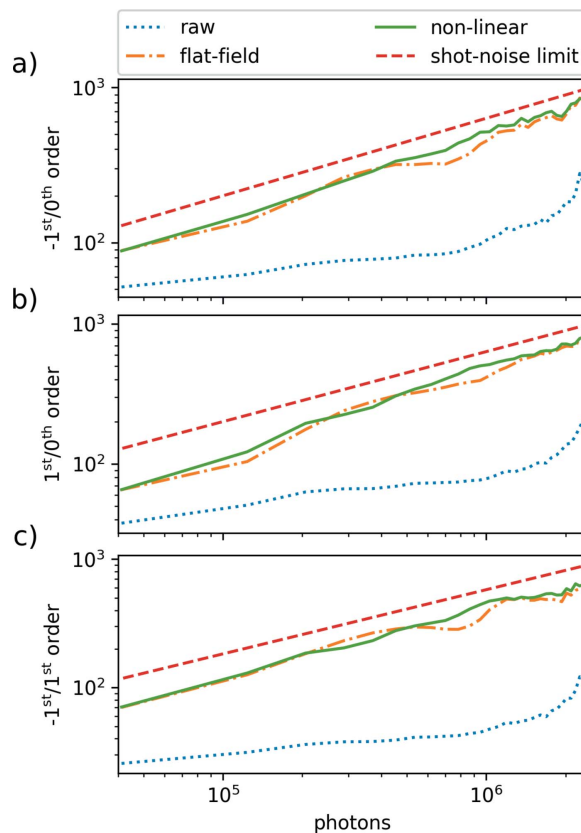 raw
non-linear
flat-field
shot-noise limit
a)
10³
10²
-1ˢᵗ/0ᵗʰ order
b)
10³
10²
1ˢᵗ/0ᵗʰ order
c)
10³
10²
-1ˢᵗ/1ˢᵗ order
10⁵
10⁶
photons